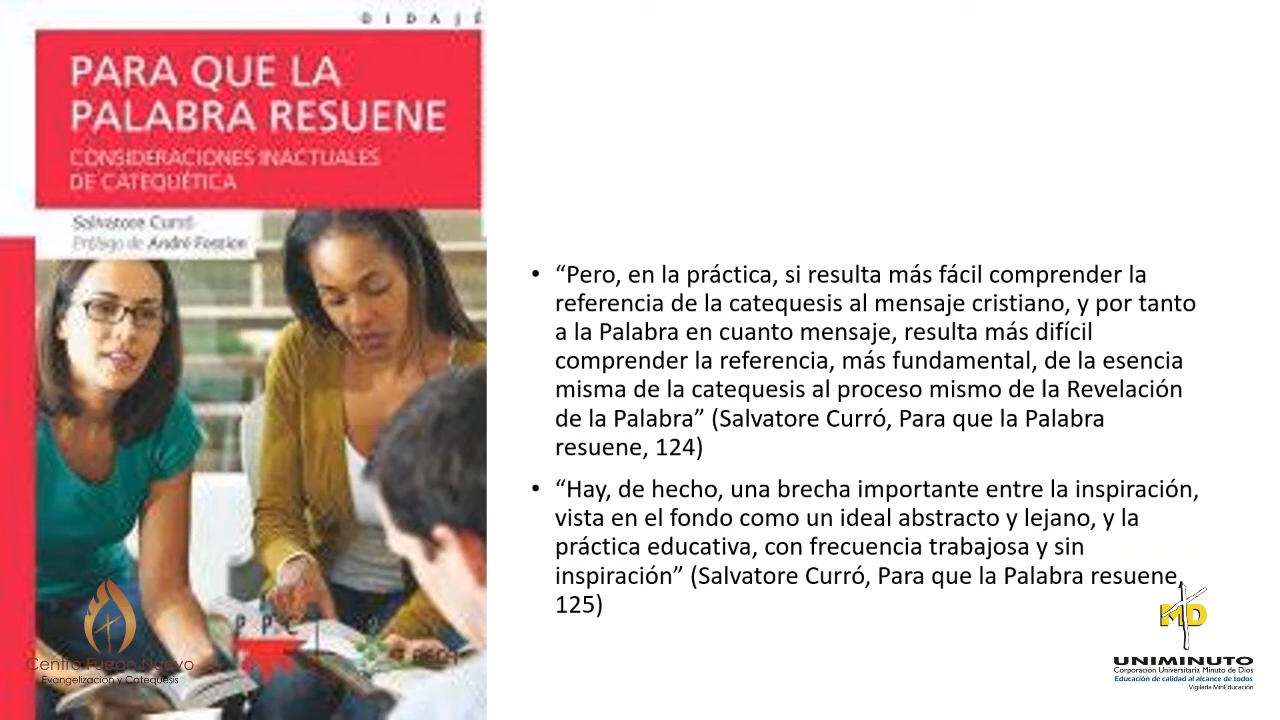 DIDAJÉ
PARA QUE LA
PALABRA RESUENE
CONSIDERACIONES INACTUALES
DE CATEQUÉTICA
Salvatore Curró
Prólogo de André Fossion
• “Pero, en la práctica, si resulta más fácil comprender la
referencia de la catequesis al mensaje cristiano, y por tanto
a la Palabra en cuanto mensaje, resulta más difícil
comprender la referencia, más fundamental, de la esencia
misma de la catequesis al proceso mismo de la Revelación
de la Palabra” (Salvatore Curró, Para que la Palabra
resuene, 124)
• “Hay, de hecho, una brecha importante entre la inspiración,
vista en el fondo como un ideal abstracto y lejano, y la
práctica educativa, con frecuencia trabajosa y sin
inspiración” (Salvatore Curró, Para que la Palabra resuene,
125)
PPC
Centro Fuego Nuevo
Evangelización y Catequesis
MD
UNIMINUTO
Corporación Universitaria Minuto de Dios
Educación de calidad al alcance de todos
Vigilada MinEducación